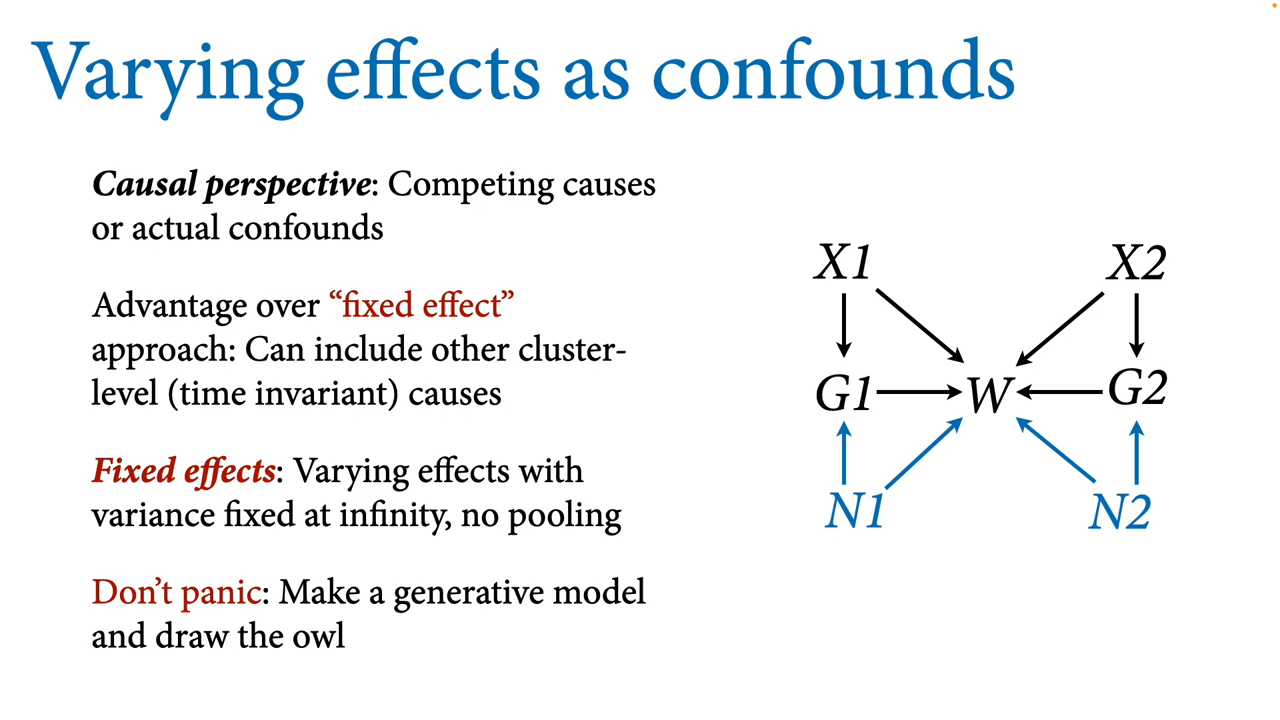 Varying effects as confounds
Causal perspective: Competing causes
or actual confounds
Advantage over “fixed effect”
approach: Can include other cluster-
level (time invariant) causes
Fixed effects: Varying effects with
variance fixed at infinity, no pooling
Don’t panic: Make a generative model
and draw the owl
X1 X2
G1 W G2
N1 N2